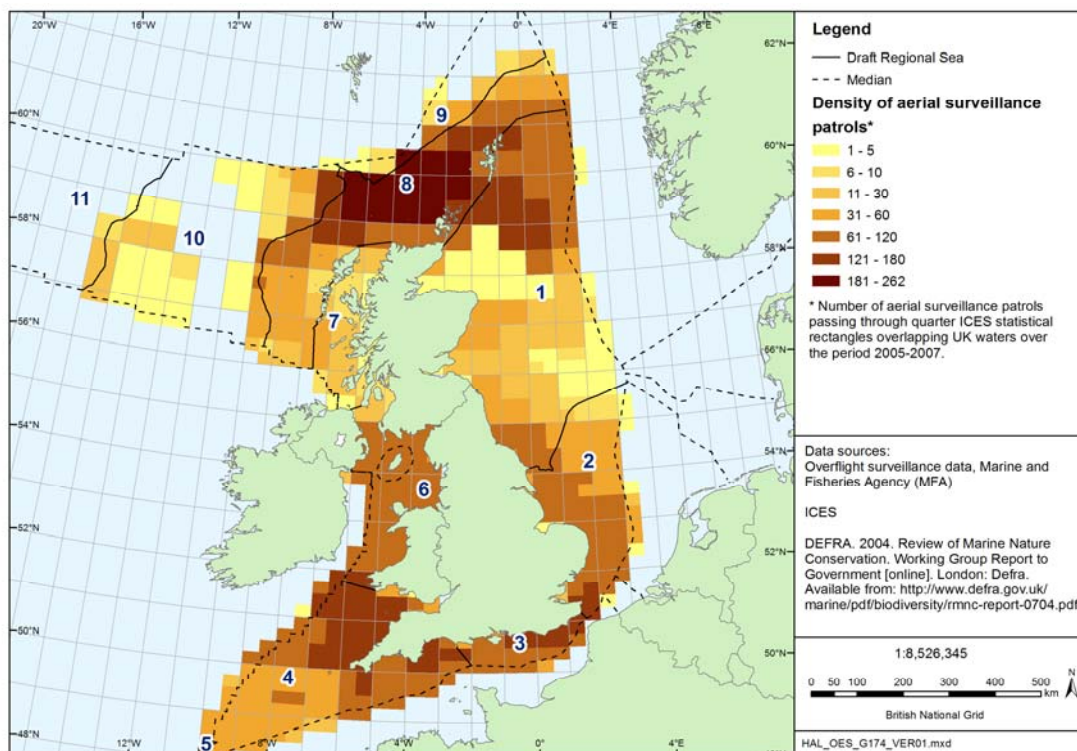 20°W
16°W
12°W
8°W
4°W
0°
4°E
8°E
62°N
60°N
58°N
56°N
54°N
52°N
50°N
60°N
58°N
56°N
54°N
52°N
50°N
48°N
12°W
8°W
4°W
0°
4°E
9
8
11
10
1
7
2
6
3
4
5
Legend
Draft Regional Sea
Median
Density of aerial surveillance
patrols*
1 - 5
6 - 10
11 - 30
31 - 60
61 - 120
121 - 180
181 - 262
* Number of aerial surveillance patrols
passing through quarter ICES statistical
rectangles overlapping UK waters over
the period 2005-2007.
Data sources:
Overflight surveillance data, Marine and
Fisheries Agency (MFA)
ICES
DEFRA. 2004. Review of Marine Nature
Conservation. Working Group Report to
Government [online]. London: Defra.
Available from: http://www.defra.gov.uk/
marine/pdf/biodiversity/rmnc-report-0704.pdf
1:8,526,345
N
0 50 100 200 300 400 500
km
British National Grid
HAL_OES_G174_VER01.mxd